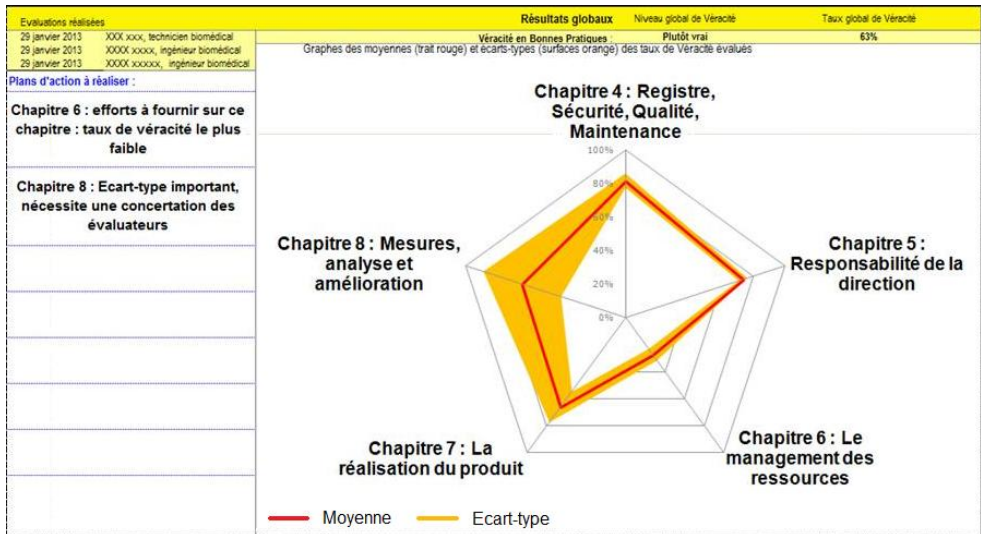 Evaluations réalisées
Résultats globaux
Niveau global de Véracité
Taux global de Véracité
29 janvier 2013 XXX xxx, technicien biomédical
29 janvier 2013 XXXX xxxx, ingénieur biomédical
29 janvier 2013 XXXX xxxxx, ingénieur biomédical
Véracité en Bonnes Pratiques :
Plutôt vrai
63%
Graphes des moyennes (trait rouge) et écarts-types (surfaces orange) des taux de Véracité évalués
Plans d'action à réaliser :
Chapitre 6 : efforts à fournir sur ce
chapitre : taux de véracité le plus
faible
Chapitre 8 : Ecart-type important,
nécessite une concertation des
évaluateurs
Chapitre 4 : Registre,
Sécurité, Qualité,
Maintenance
100%
80%
60%
40%
20%
0%
Chapitre 5 :
Responsabilité de la
direction
Chapitre 8 : Mesures,
analyse et
amélioration
Chapitre 7 : La
réalisation du produit
Chapitre 6 : Le
management des
ressources
Moyenne
Ecart-type